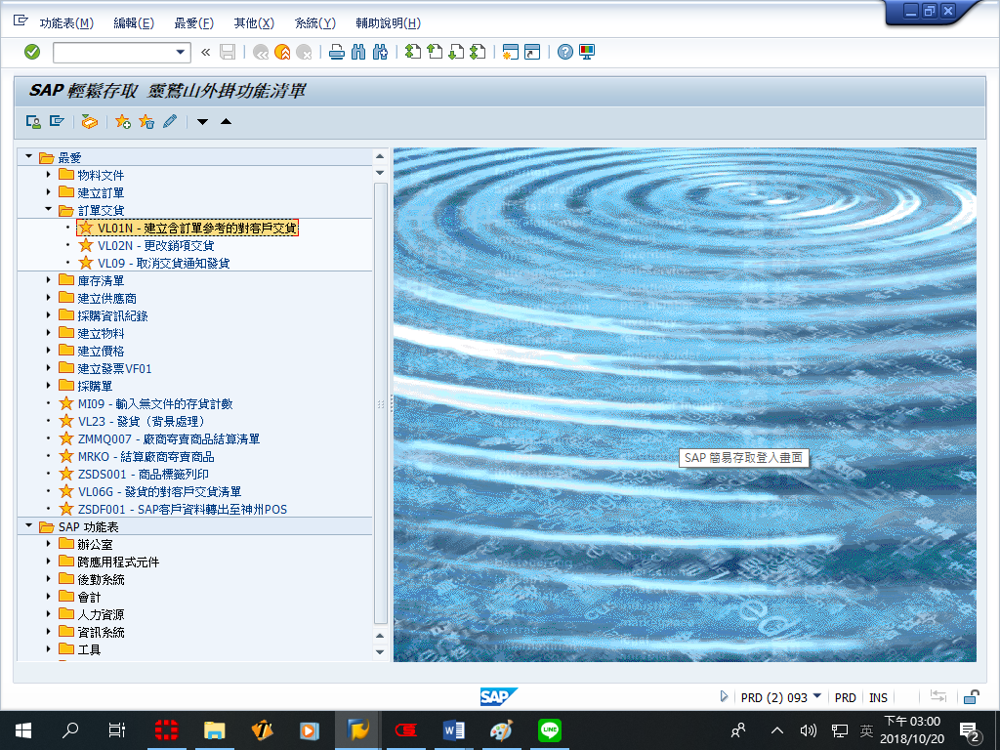 功能表(M) 編輯(E) 最愛(F) 其他(X) 系統(Y) 輔助說明(H)
SAP 輕鬆存取 靈鷲山外掛功能清單
最愛
物料文件
建立訂單
訂單交貨
VL01N - 建立含訂單參考的對客戶交貨
VL02N - 更改銷項交貨
VL09 - 取消交貨通知發貨
庫存清單
建立供應商
採購資訊紀錄
建立物料
建立價格
建立發票VF01
採購單
MI09 - 輸入無文件的存貨計數
VL23 - 發貨（背景處理）
ZMMQ007 - 廠商寄賣商品結算清單
MRKO - 結算廠商寄賣商品
ZSDS001 - 商品標籤列印
VL06G - 發貨的對客戶交貨清單
ZSDF001 - SAP客戶資料轉出至神州POS
SAP 功能表
辦公室
跨應用程式元件
後勤系統
會計
人力資源
資訊系統
工具
SAP 簡易存取登入畫面
SAP
PRD (2) 093 PRD INS
LINE
英
下午 03:00
2018/10/20
2